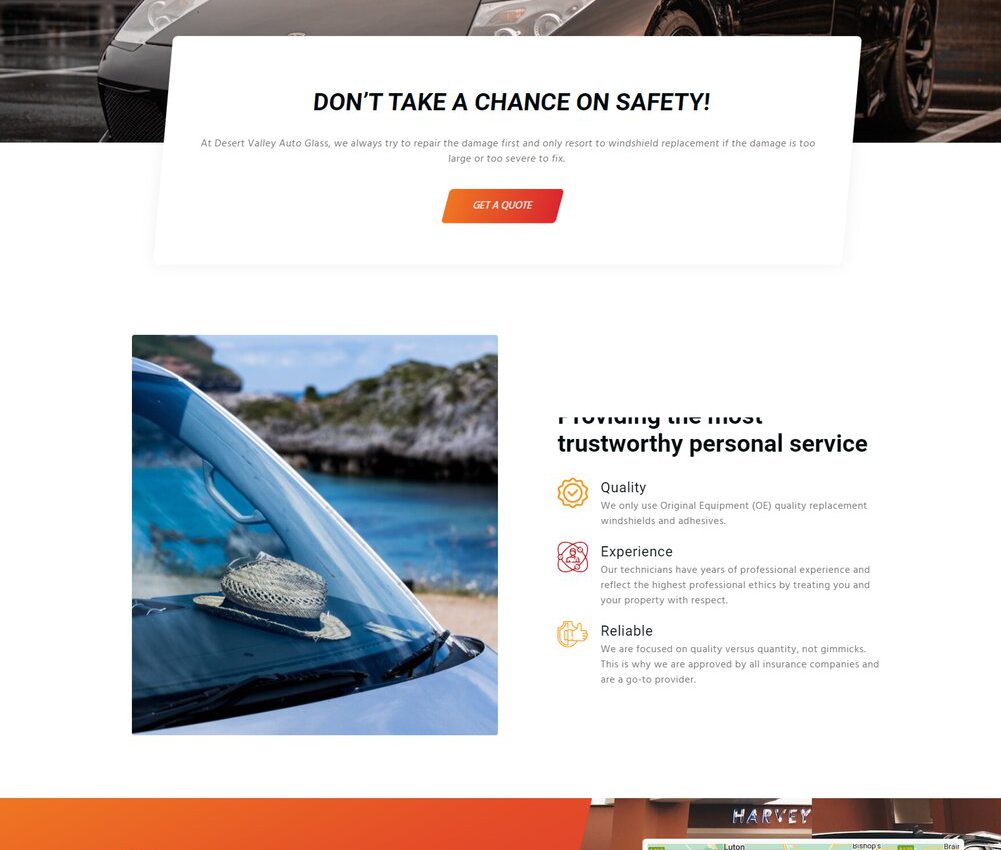 DON’T TAKE A CHANCE ON SAFETY!
At Desert Valley Auto Glass, we always try to repair the damage first and only resort to windshield replacement if the damage is too
large or too severe to fix.
GET A QUOTE
Providing the most
trustworthy personal service
Quality
We only use Original Equipment (OE) quality replacement
windshields and adhesives.
Experience
Our technicians have years of professional experience and
reflect the highest professional ethics by treating you and
your property with respect.
Reliable
We are focused on quality versus quantity, not gimmicks.
This is why we are approved by all insurance companies and
are a go-to provider.
HARVEY
Luton
Bishop's